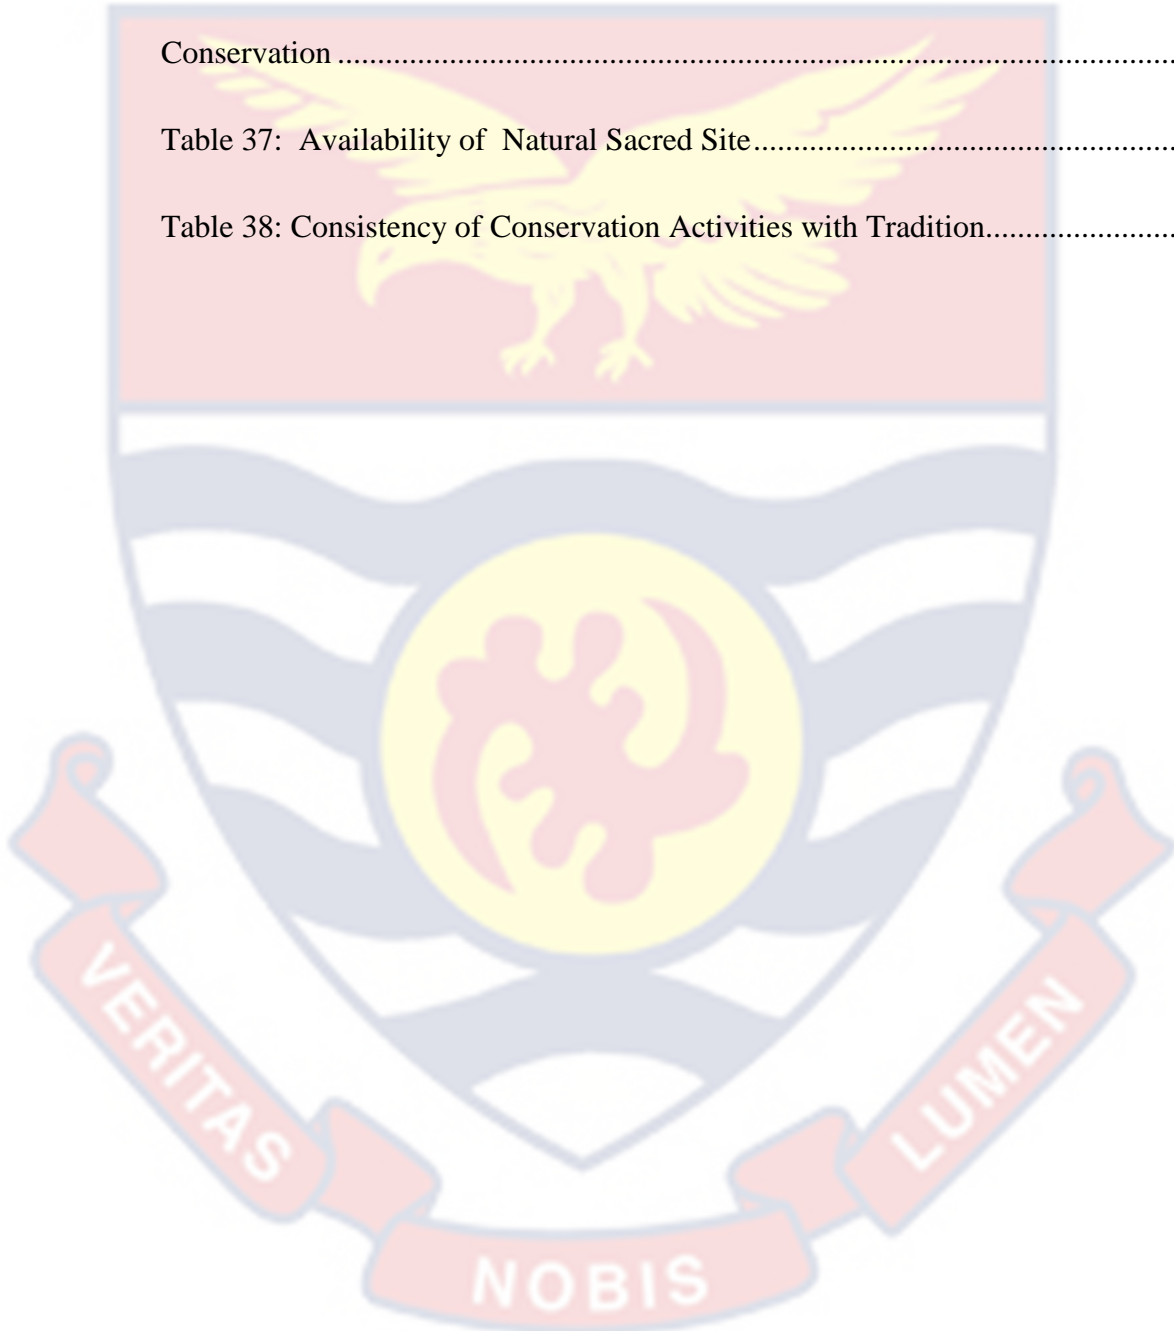 Conservation ........................................................................................................
Table 37:  Availability of  Natural Sacred Site....................................................
Table 38: Consistency of Conservation Activities with Tradition.......................
VERITAS
NOBIS
LUMEN